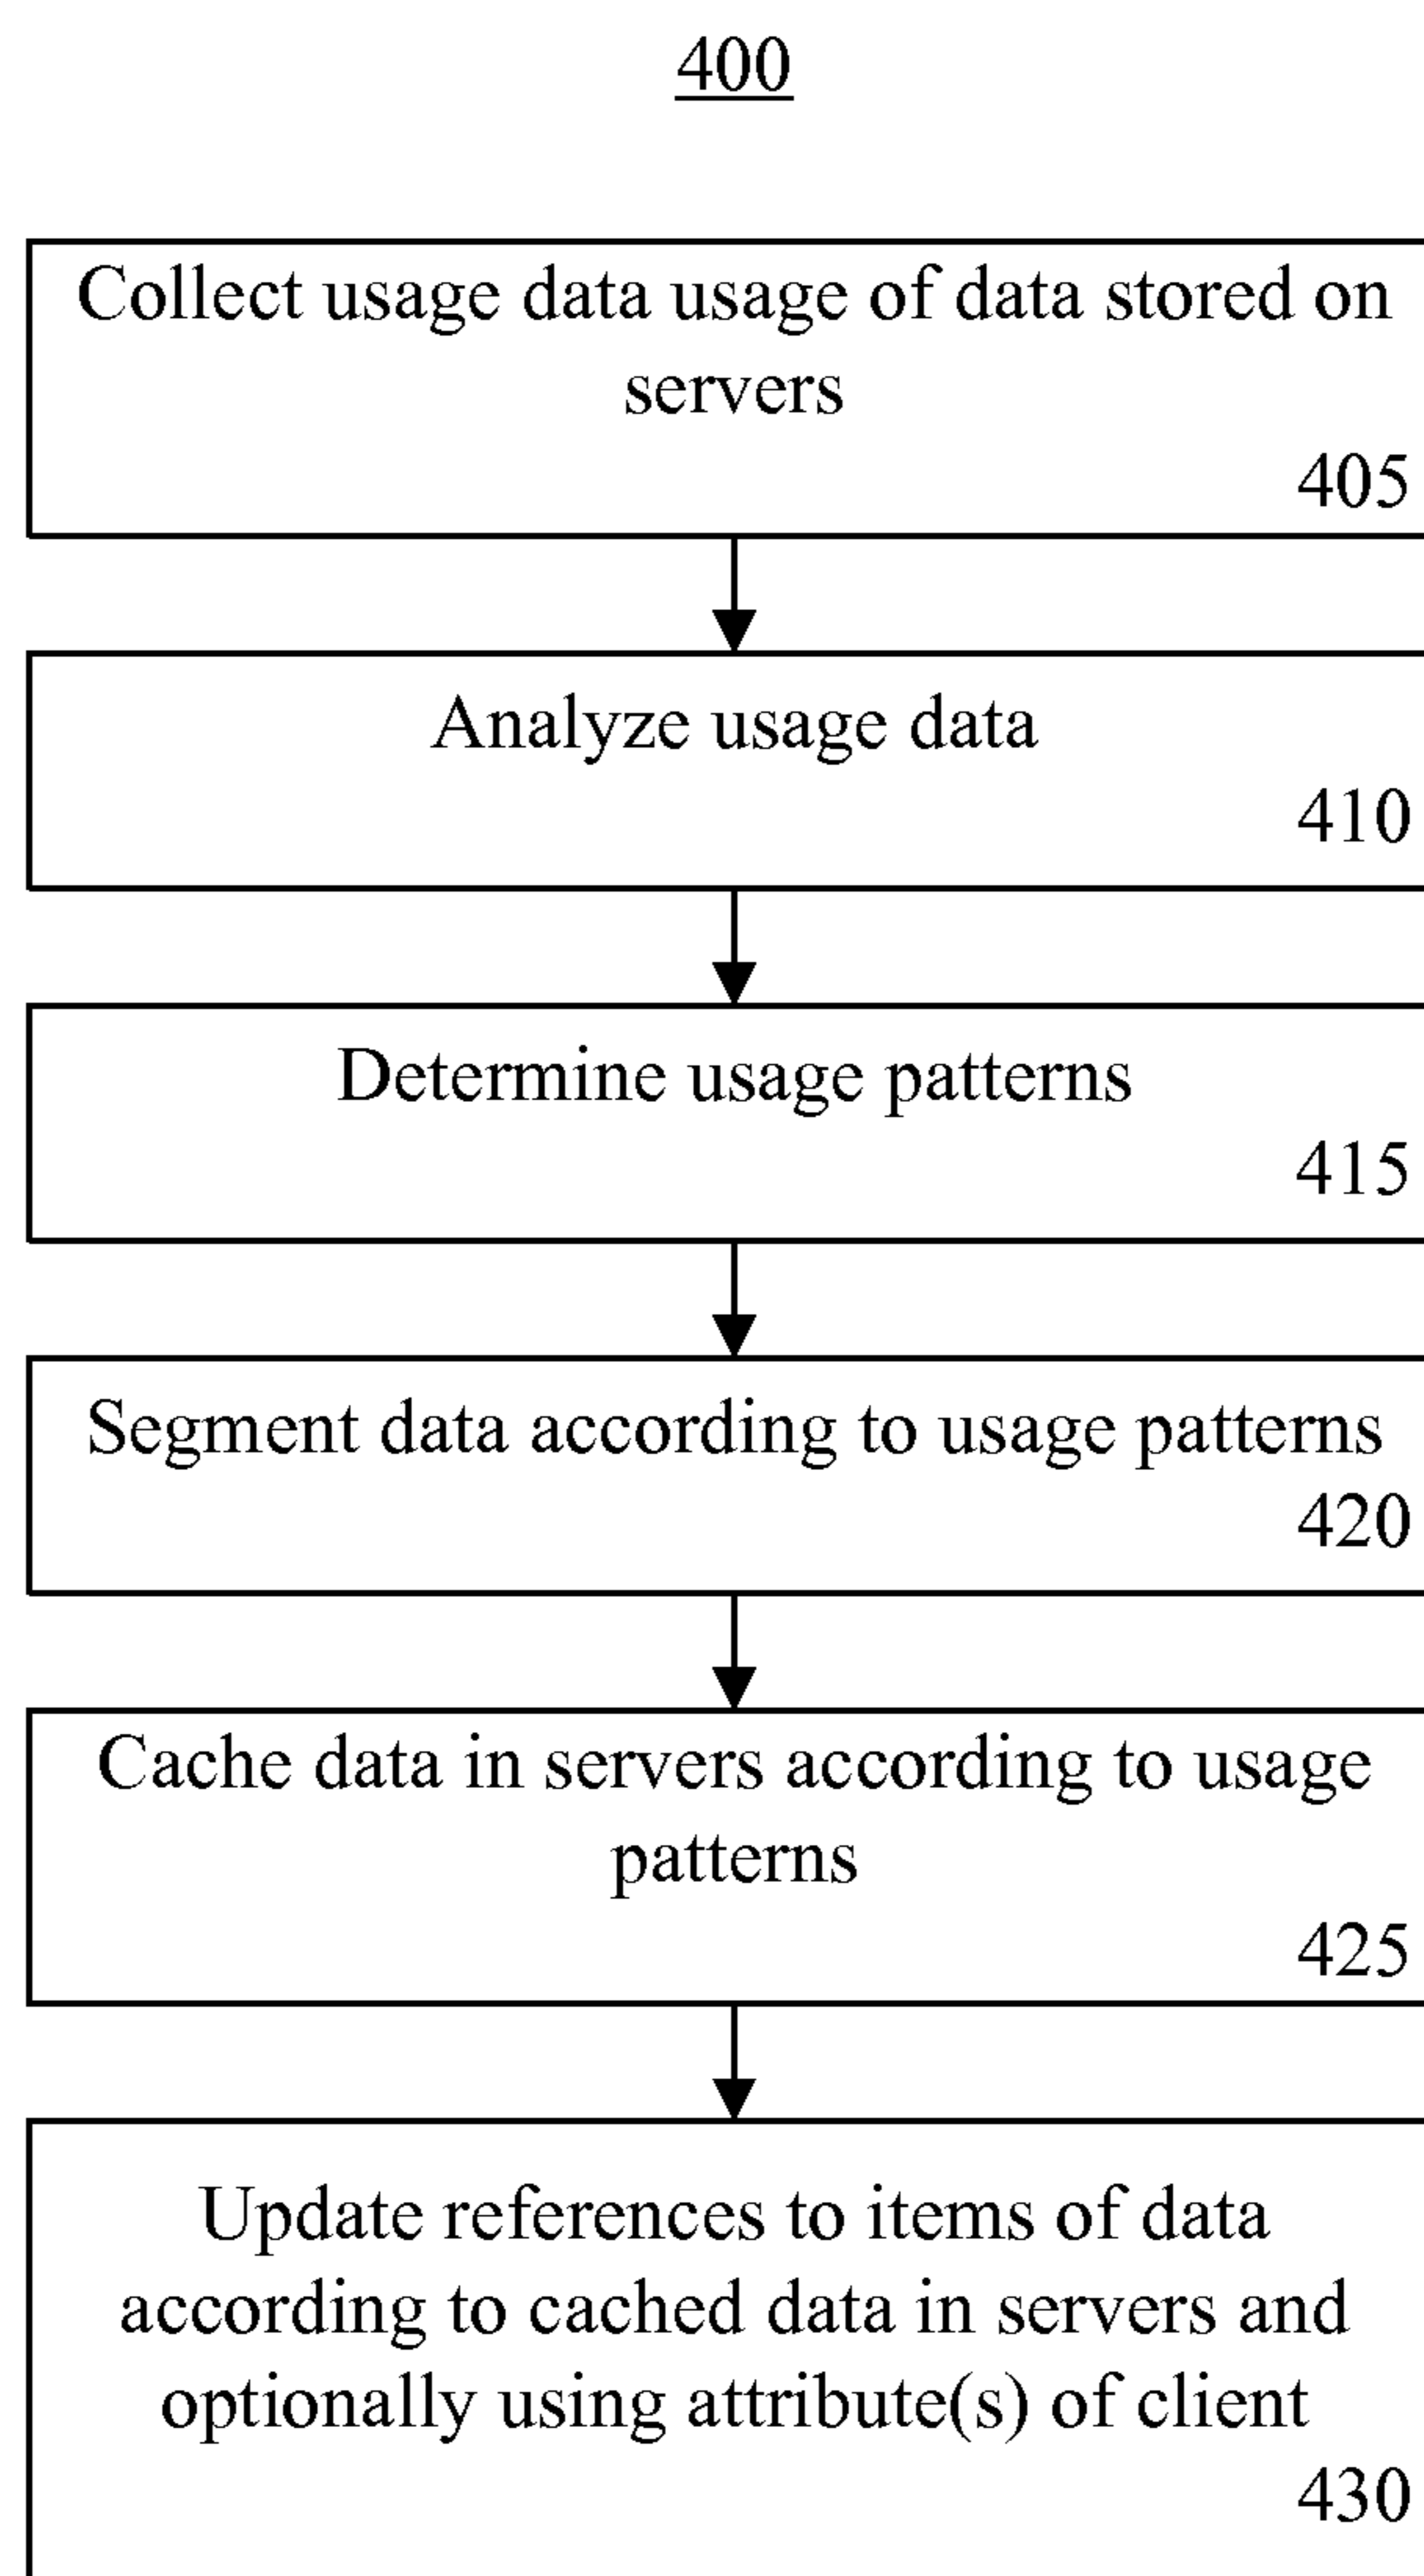 400
Collect usage data usage of data stored on
servers
405
Analyze usage data
410
Determine usage patterns
415
Segment data according to usage patterns
420
Cache data in servers according to usage
patterns
425
Update references to items of data
according to cached data in servers and
optionally using attribute(s) of client
430